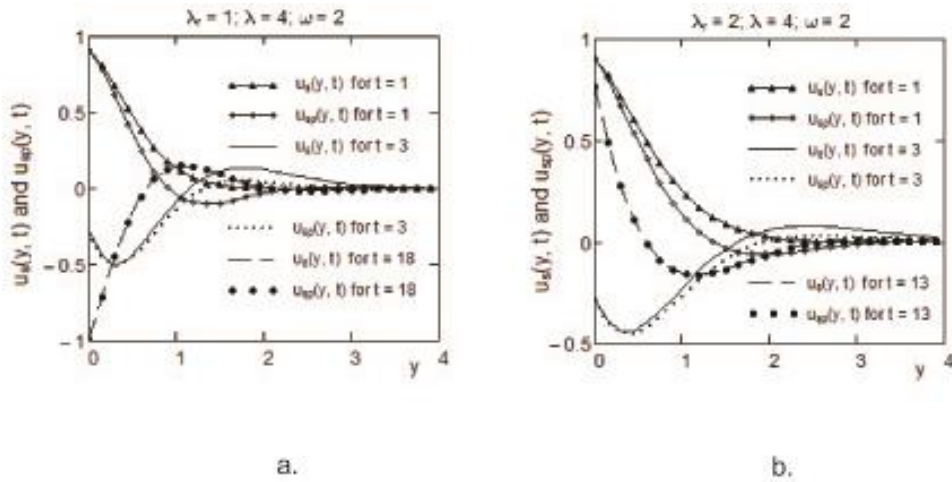 λr = 1; λ = 4; ω = 2
us(y, t) and usp(y, t)
1
0.5
0
−0.5
−1
us(y, t) for t = 1
usp(y, t) for t = 1
us(y, t) for t = 3
usp(y, t) for t = 3
us(y, t) for t = 18
usp(y, t) for t = 18
0 1 2 3 4
y
a.
λr = 2; λ = 4; ω = 2
us(y, t) and usp(y, t)
1
0.5
0
−0.5
us(y, t) for t = 1
usp(y, t) for t = 1
us(y, t) for t = 3
usp(y, t) for t = 3
us(y, t) for t = 13
usp(y, t) for t = 13
0 1 2 3 4
y
b.